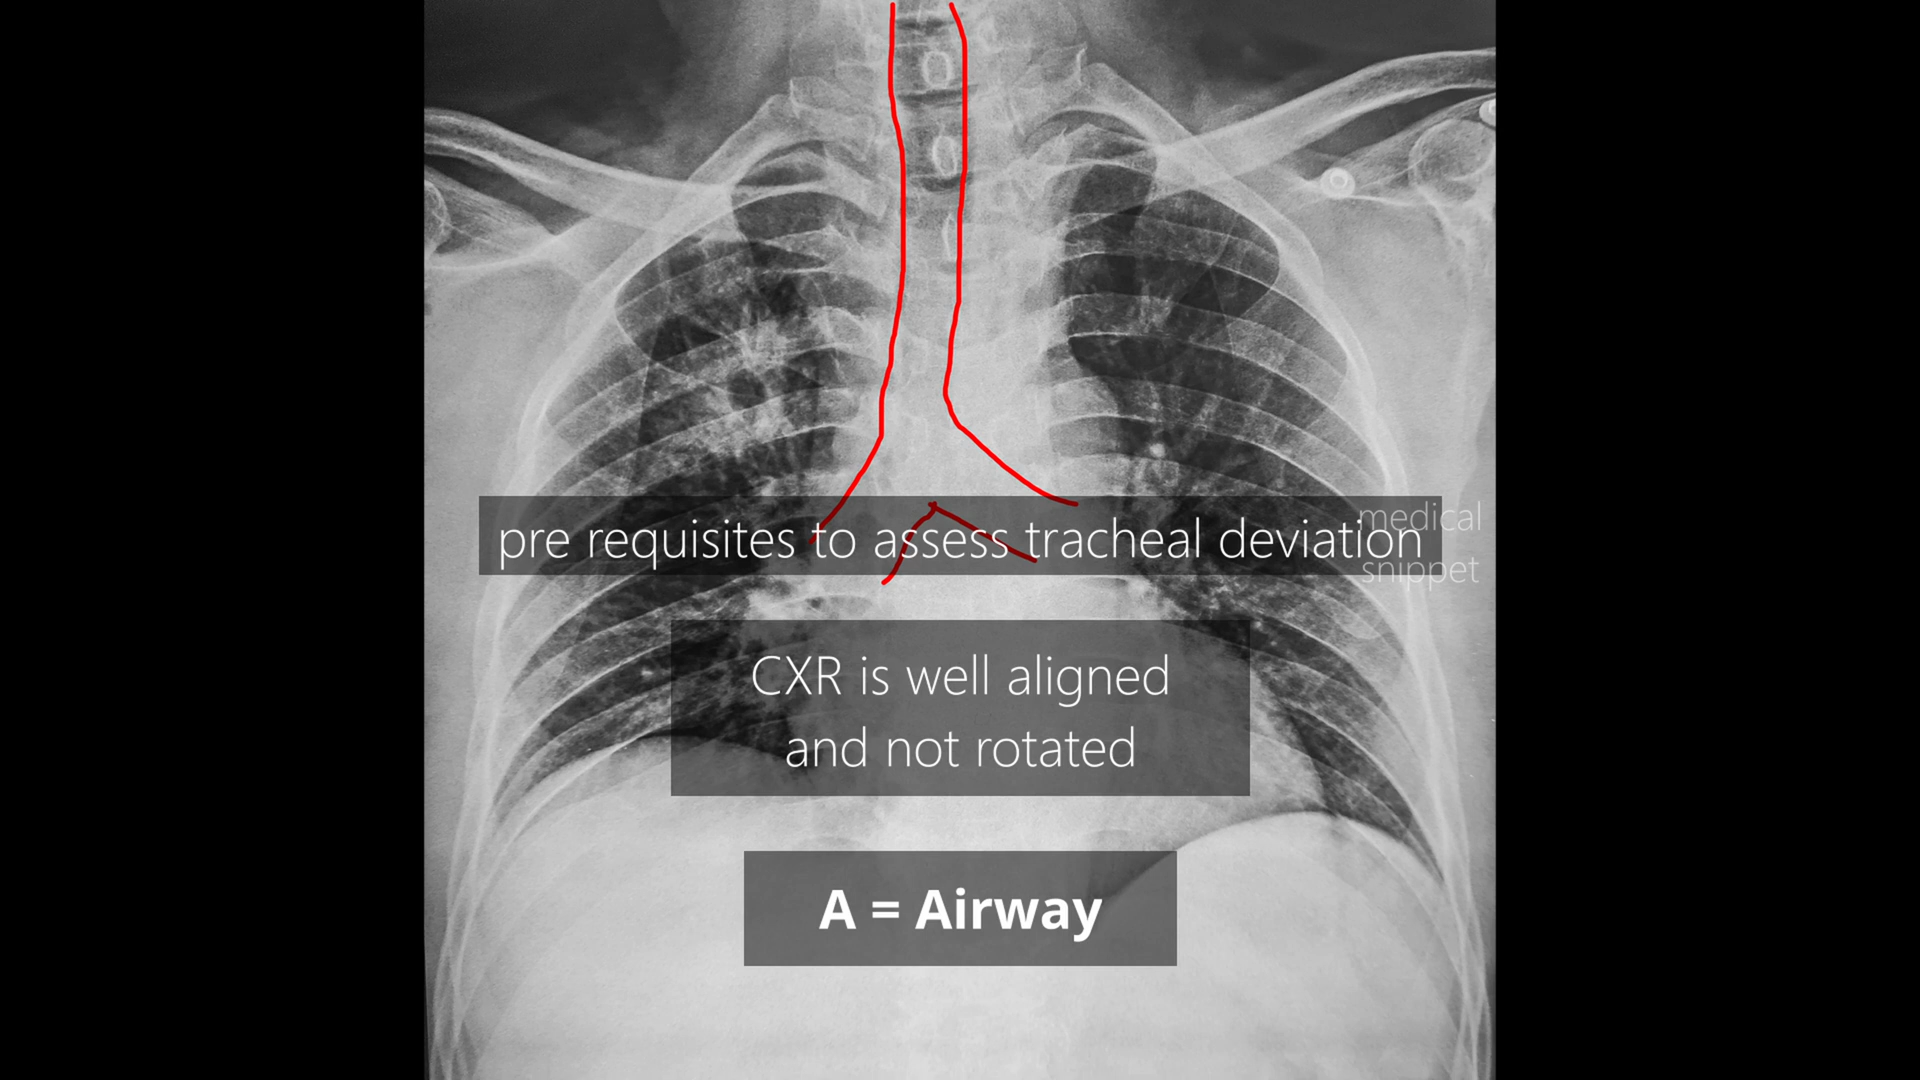 pre requisites to assess tracheal deviation
medical
snippet
CXR is well aligned
and not rotated
A = Airway